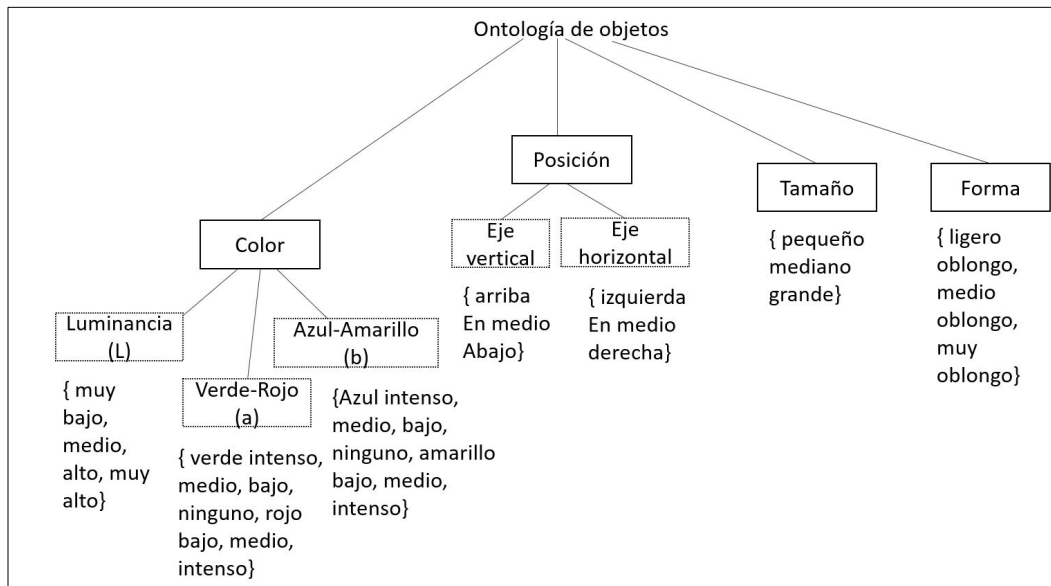 Ontología de objetos
Color
Luminancia
(L)
{ muy
bajo,
medio,
alto, muy
alto}
Verde-Rojo
(a)
{ verde intenso,
medio, bajo,
ninguno, rojo
bajo, medio,
intenso}
Azul-Amarillo
(b)
{Azul intenso,
medio, bajo,
ninguno, amarillo
bajo, medio,
intenso}
Posición
Eje
vertical
{ arriba
En medio
Abajo}
Eje
horizontal
{ izquierda
En medio
derecha}
Tamaño
{ pequeño
mediano
grande}
Forma
{ ligero
oblongo,
medio
oblongo,
muy
oblongo}